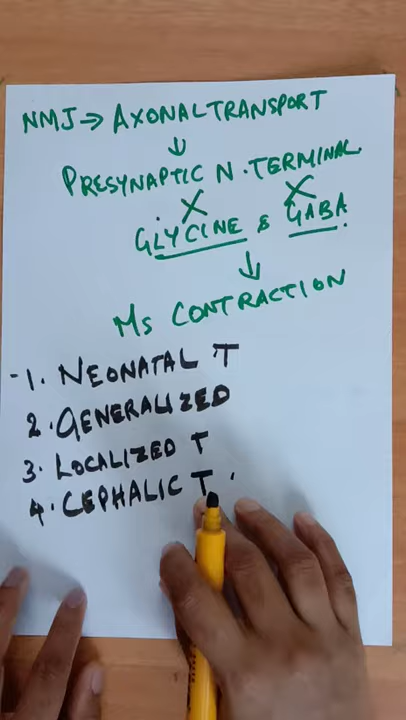 NMJ → AXONAL TRANSPORT
↓
PRESYNAPTIC N. TERMINAL.
X X
GLYCINE & GABA.
↓
Ms CONTRACTION
-1. NEONATAL T
2. GENERALIZED
3. LOCALIZED T
4. CEPHALIC T